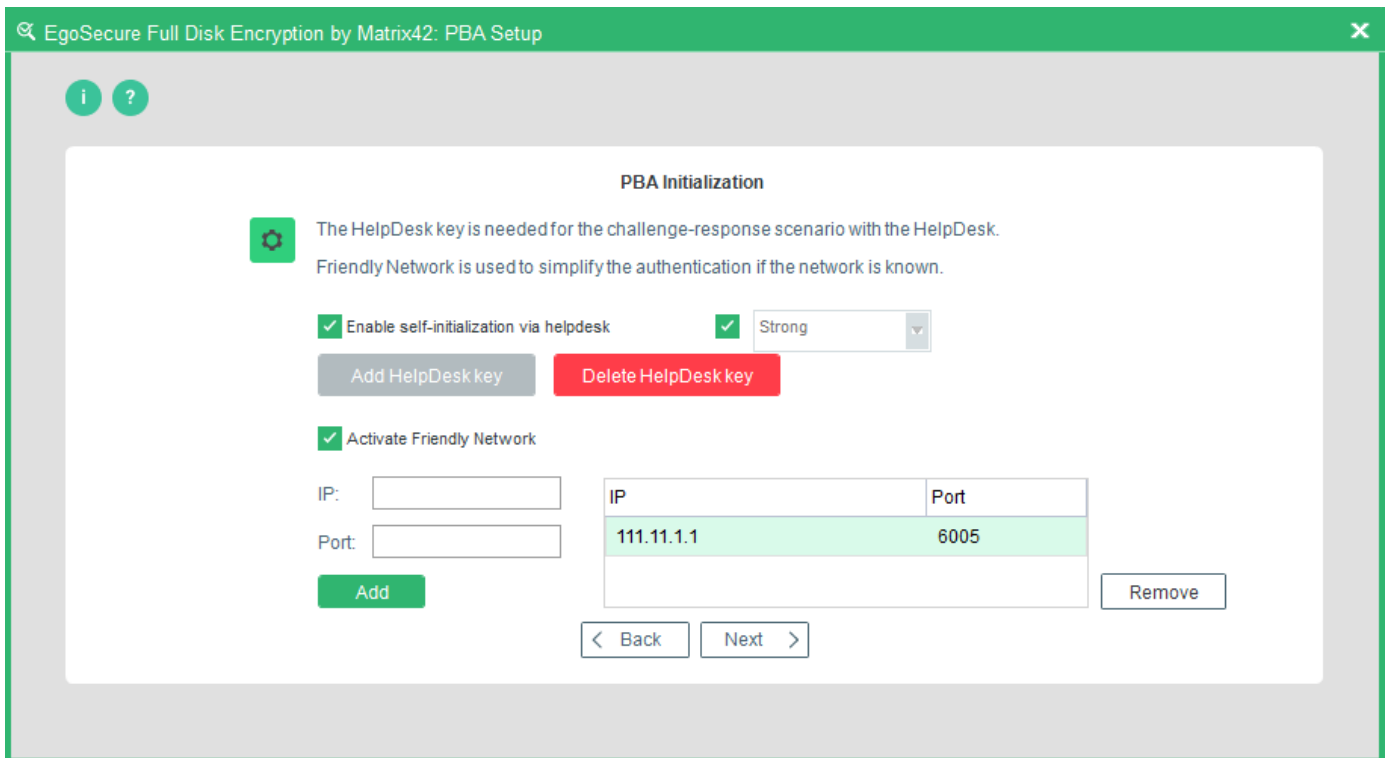 EgoSecure Full Disk Encryption by Matrix42: PBA Setup
i ?
PBA Initialization
The HelpDesk key is needed for the challenge-response scenario with the HelpDesk.
Friendly Network is used to simplify the authentication if the network is known.
Enable self-initialization via helpdesk Strong
Add HelpDesk key Delete HelpDesk key
Activate Friendly Network
IP: IP Port
111.11.1.1 6005
Port:
Add Remove
Back Next